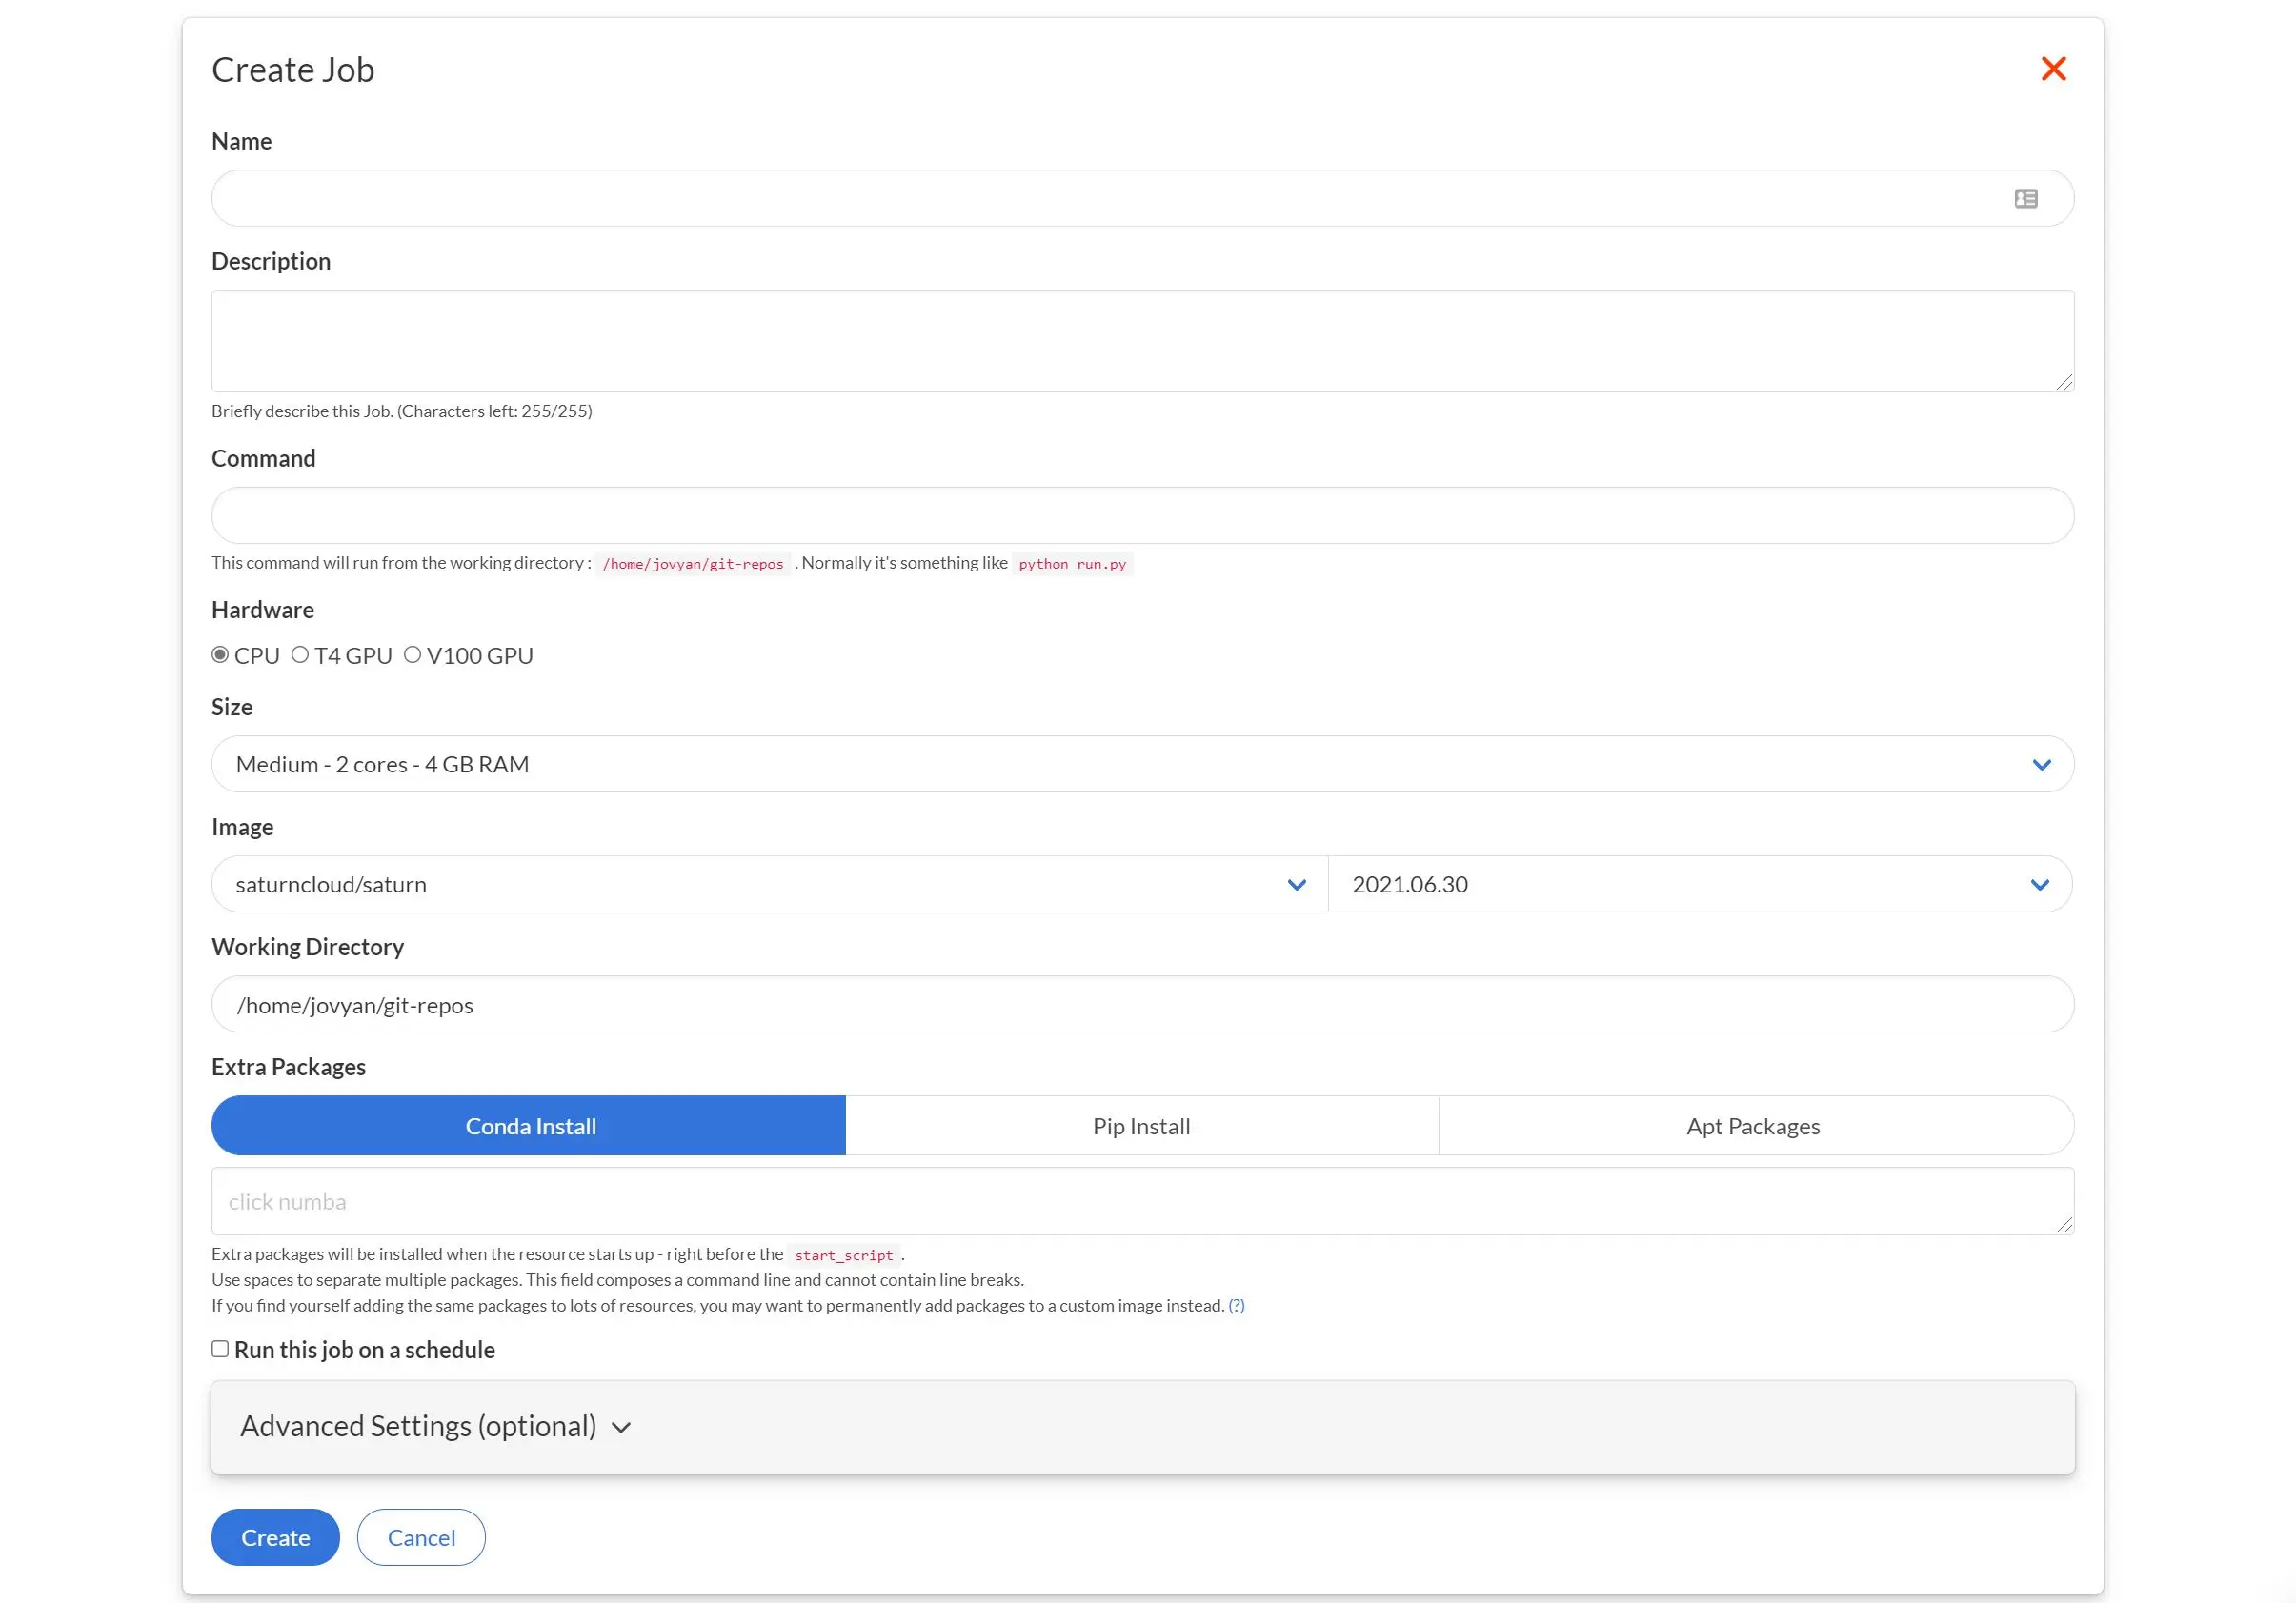 Create Job
Name
Description
Briefly describe this Job. (Characters left: 255/255)
Command
This command will run from the working directory : /home/jovyan/git-repos . Normally it's something like python run.py
Hardware
CPU T4 GPU V100 GPU
Size
Medium - 2 cores - 4 GB RAM
Image
saturncloud/saturn 2021.06.30
Working Directory
/home/jovyan/git-repos
Extra Packages
Conda Install Pip Install Apt Packages
click numba
Extra packages will be installed when the resource starts up - right before the start_script .
Use spaces to separate multiple packages. This field composes a command line and cannot contain line breaks.
If you find yourself adding the same packages to lots of resources, you may want to permanently add packages to a custom image instead. (?)
Run this job on a schedule
Advanced Settings (optional)
Create Cancel